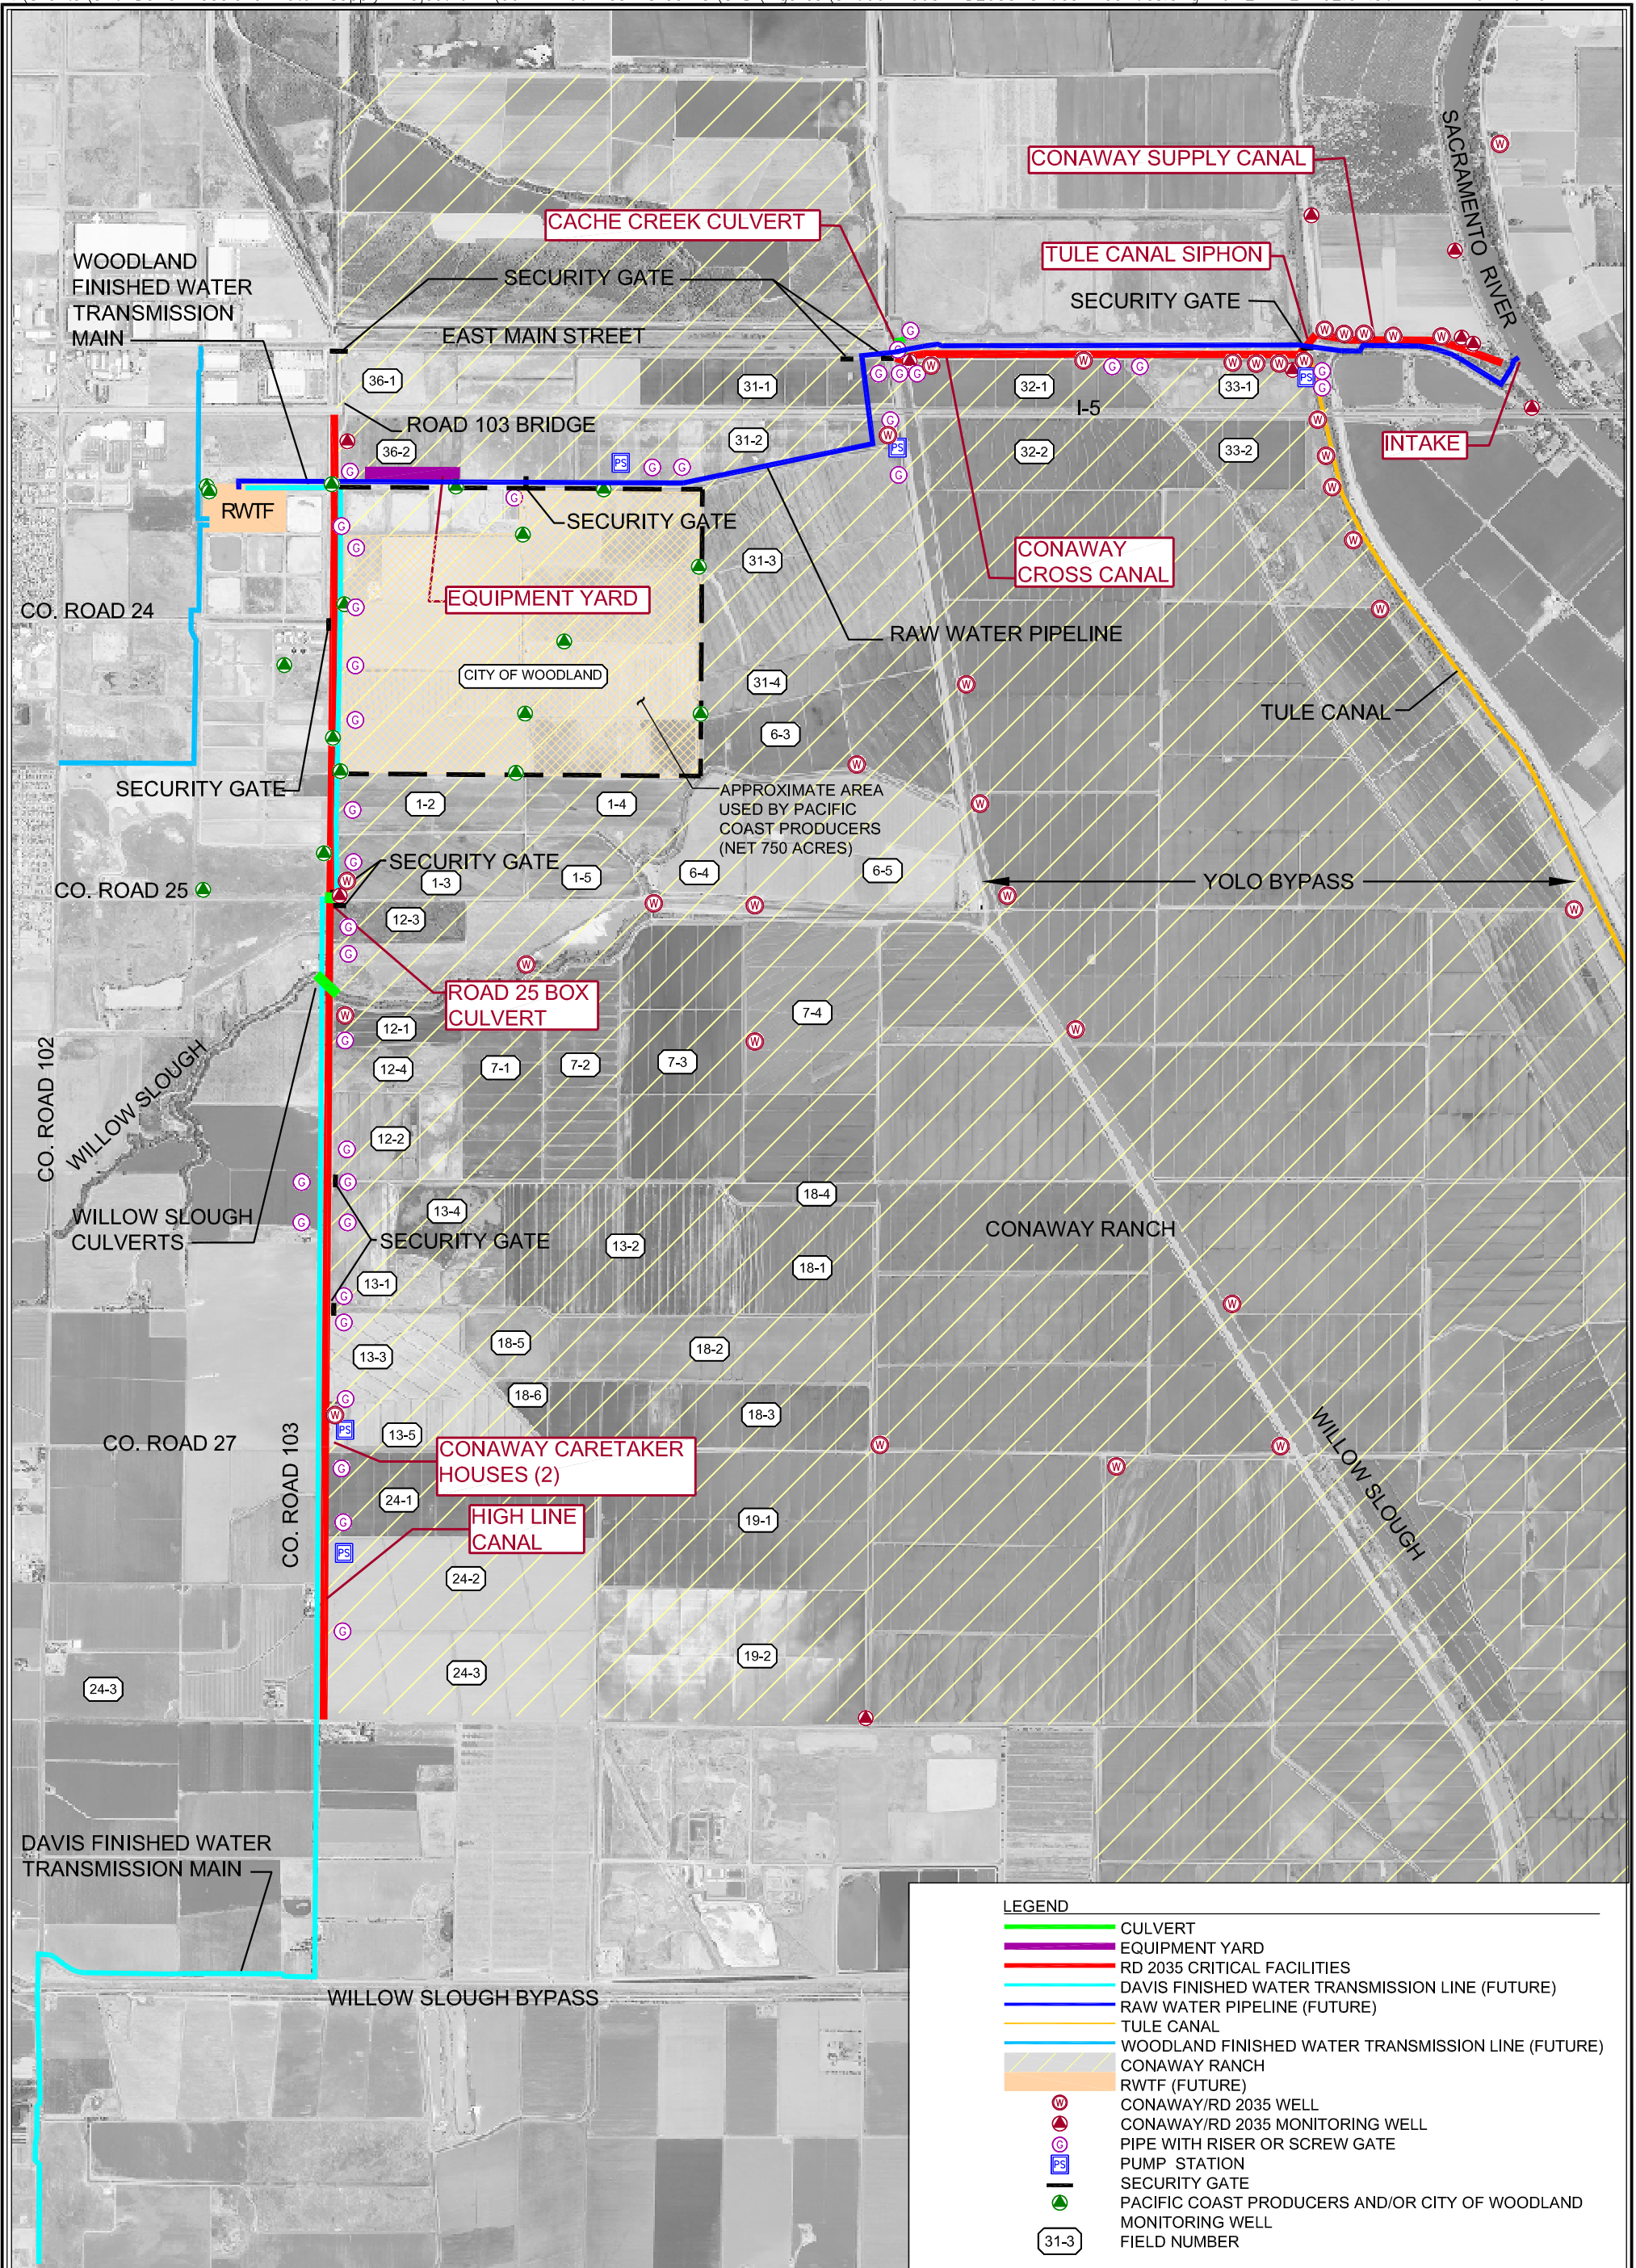 SACRAMENTO RIVER
CONAWAY SUPPLY CANAL
CACHE CREEK CULVERT
TULE CANAL SIPHON
WOODLAND
FINISHED WATER
TRANSMISSION
MAIN
SECURITY GATE
SECURITY GATE
EAST MAIN STREET
36-1
31-1
32-1
33-1
I-5
ROAD 103 BRIDGE
36-2
31-2
32-2
33-2
INTAKE
PS
PS
PS
RWTF
SECURITY GATE
CONAWAY
CROSS CANAL
31-3
EQUIPMENT YARD
CO. ROAD 24
RAW WATER PIPELINE
CITY OF WOODLAND
31-4
TULE CANAL
6-3
SECURITY GATE
1-2
1-4
APPROXIMATE AREA
USED BY PACIFIC
COAST PRODUCERS
(NET 750 ACRES)
SECURITY GATE
1-3
1-5
6-4
6-5
YOLO BYPASS
CO. ROAD 25
12-3
ROAD 25 BOX
CULVERT
7-4
12-1
12-4
7-1
7-2
7-3
CO. ROAD 102
WILLOW SLOUGH
12-2
18-4
13-4
WILLOW SLOUGH
CULVERTS
SECURITY GATE
13-2
CONAWAY RANCH
18-1
13-1
18-5
18-2
13-3
18-6
18-3
13-5
PS
CO. ROAD 27
CONAWAY CARETAKER
HOUSES (2)
WILLOW SLOUGH
CO. ROAD 103
24-1
HIGH LINE
CANAL
19-1
PS
24-2
19-2
24-3
24-3
DAVIS FINISHED WATER
TRANSMISSION MAIN
WILLOW SLOUGH BYPASS
LEGEND
CULVERT
EQUIPMENT YARD
RD 2035 CRITICAL FACILITIES
DAVIS FINISHED WATER TRANSMISSION LINE (FUTURE)
RAW WATER PIPELINE (FUTURE)
TULE CANAL
WOODLAND FINISHED WATER TRANSMISSION LINE (FUTURE)
CONAWAY RANCH
RWTF (FUTURE)
W CONAWAY/RD 2035 WELL
CONAWAY/RD 2035 MONITORING WELL
G PIPE WITH RISER OR SCREW GATE
PS PUMP STATION
SECURITY GATE
PACIFIC COAST PRODUCERS AND/OR CITY OF WOODLAND
MONITORING WELL
31-3 FIELD NUMBER